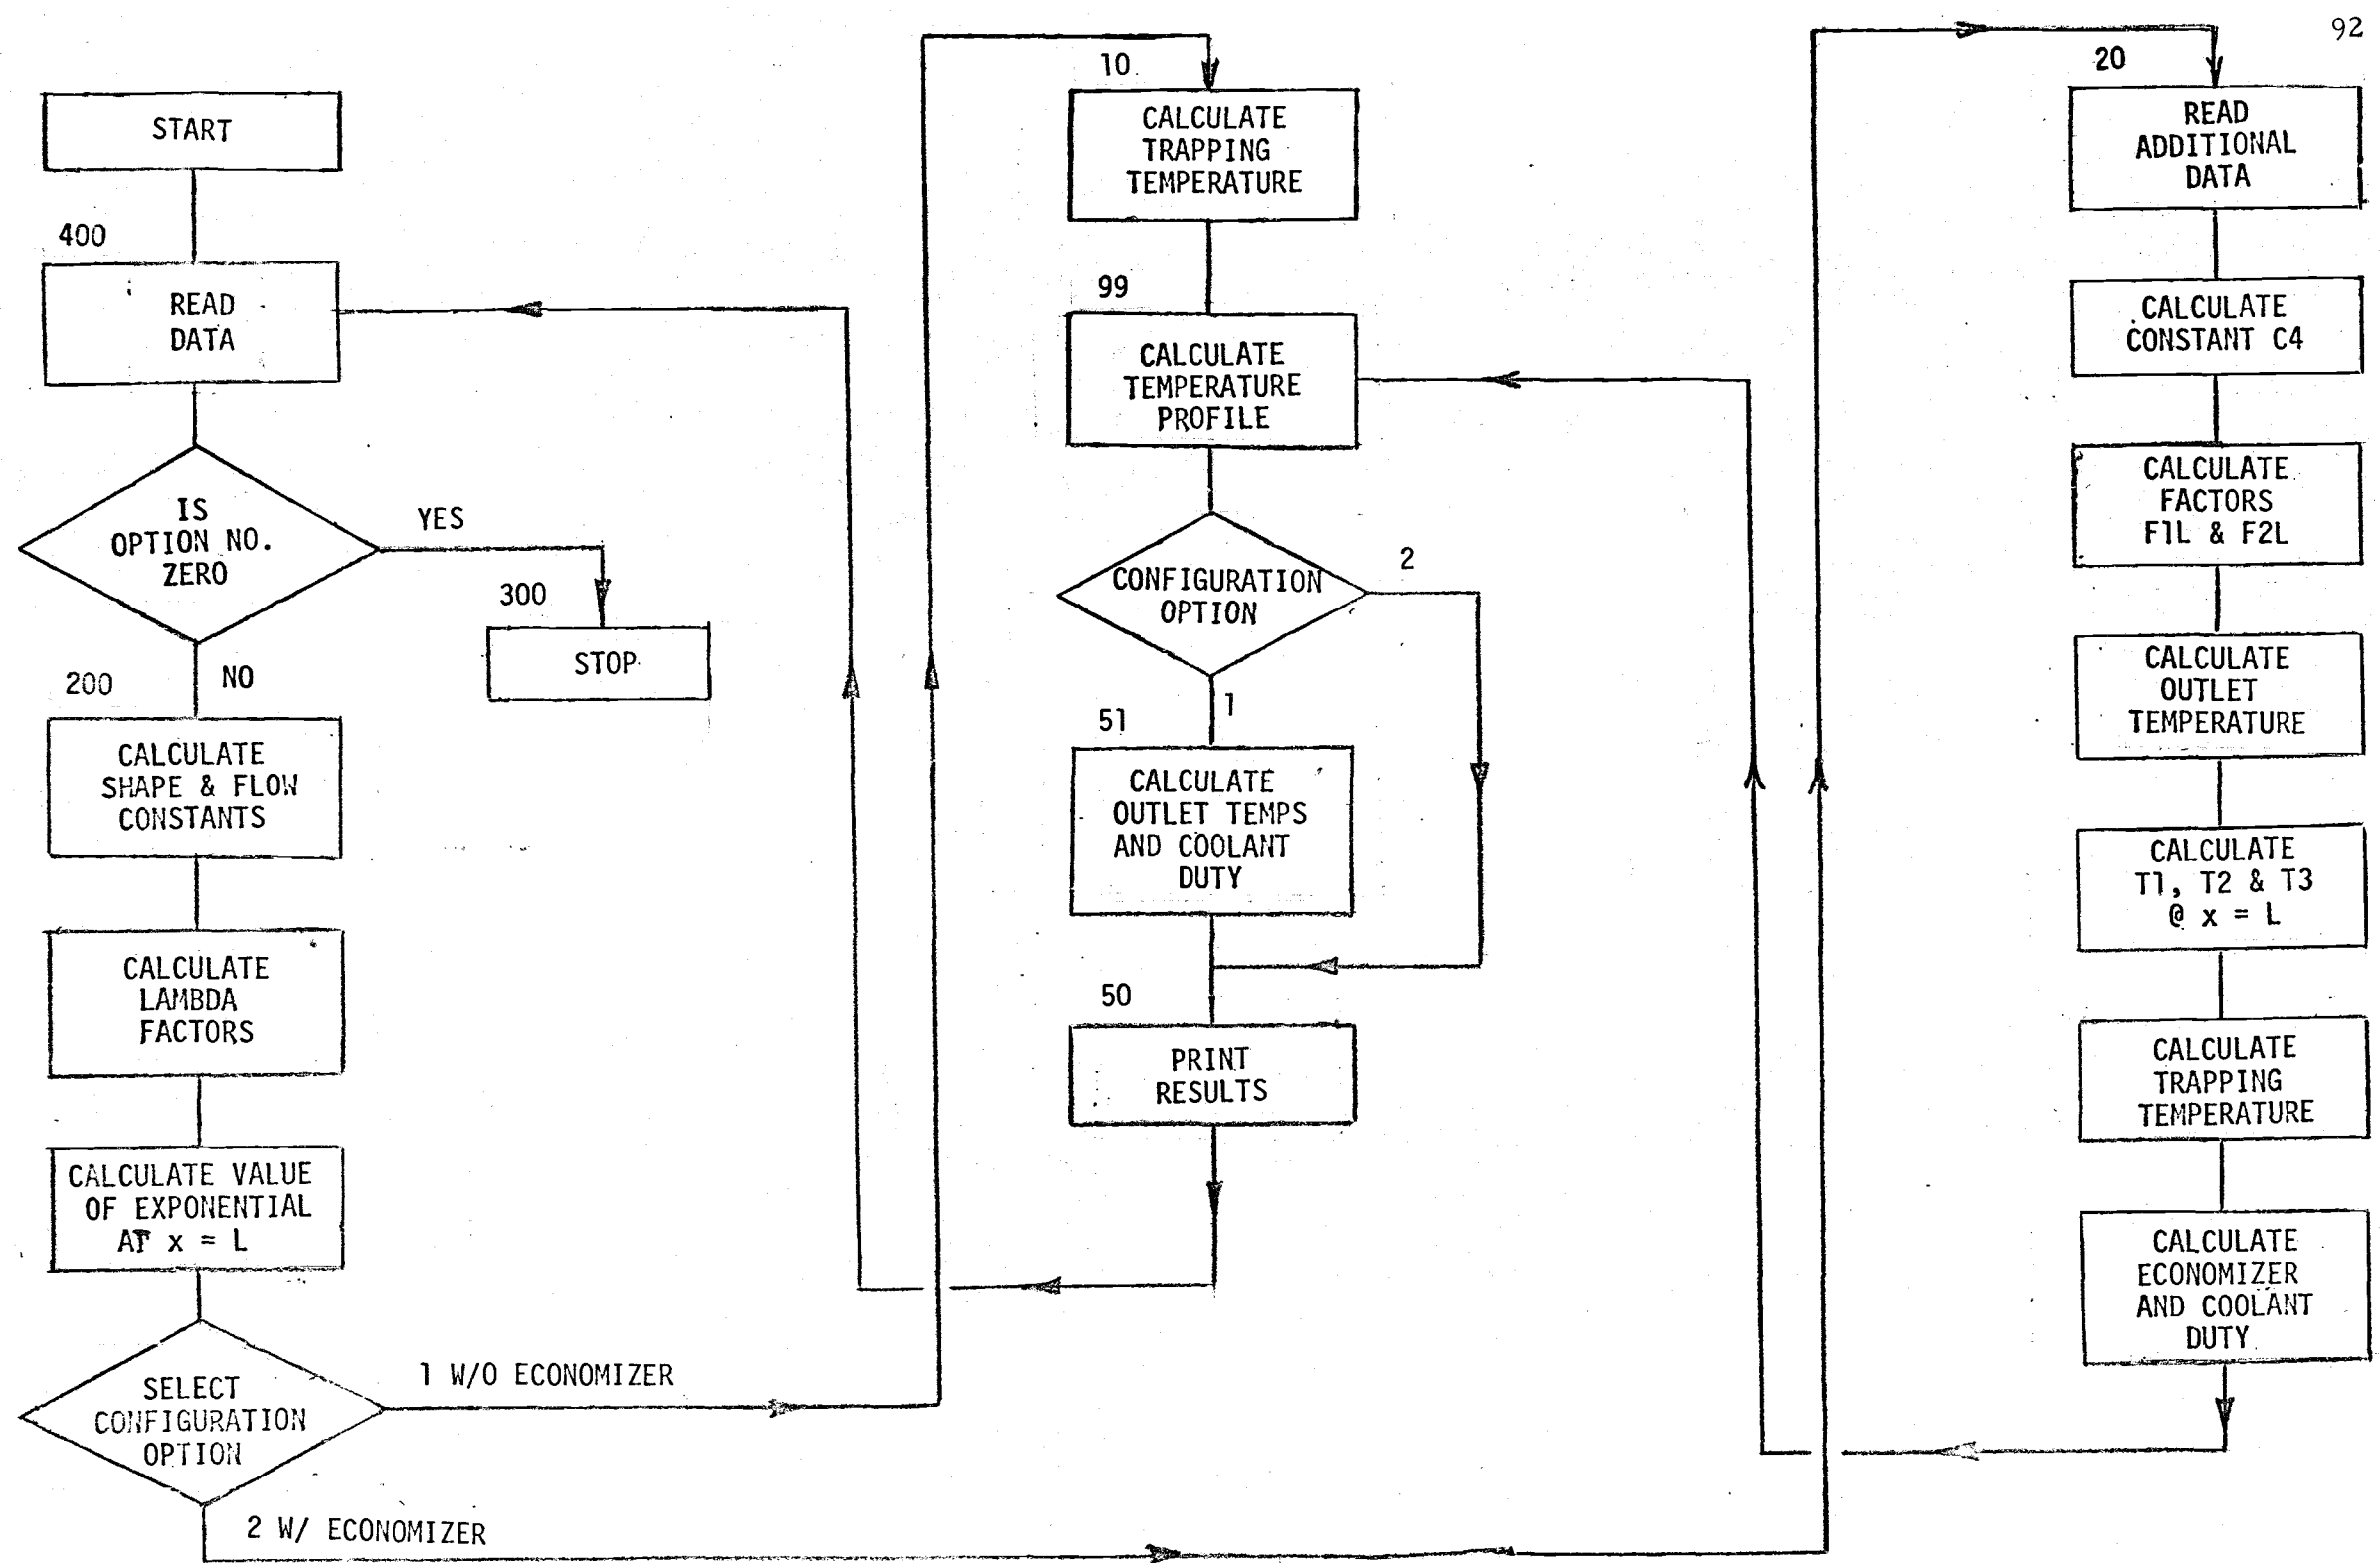 92
START
400
READ
DATA
IS
OPTION NO.
ZERO
YES
300
STOP
NO
200
CALCULATE
SHAPE & FLOW
CONSTANTS
CALCULATE
LAMBDA
FACTORS
CALCULATE VALUE
OF EXPONENTIAL
AT x = L
SELECT
CONFIGURATION
OPTION
1 W/O ECONOMIZER
2 W/ ECONOMIZER
10
CALCULATE
TRAPPING
TEMPERATURE
99
CALCULATE
TEMPERATURE
PROFILE
CONFIGURATION
OPTION
2
1
51
CALCULATE
OUTLET TEMPS
AND COOLANT
DUTY
50
PRINT
RESULTS
20
READ
ADDITIONAL
DATA
CALCULATE
CONSTANT C4
CALCULATE
FACTORS
F1L & F2L
CALCULATE
OUTLET
TEMPERATURE
CALCULATE
T1, T2 & T3
@ x = L
CALCULATE
TRAPPING
TEMPERATURE
CALCULATE
ECONOMIZER
AND COOLANT
DUTY